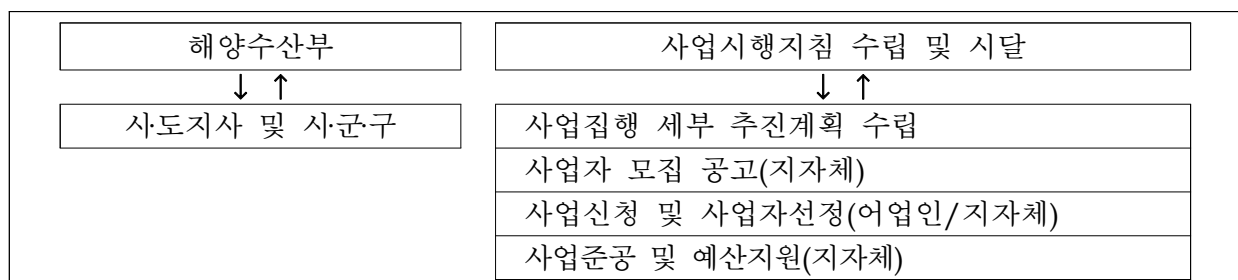 해양수산부
사업시행지침 수립 및 시달
↓ ↑
↓ ↑
시·도지사 및 시·군·구
사업집행 세부 추진계획 수립
사업자 모집 공고(지자체)
사업신청 및 사업자선정(어업인/지자체)
사업준공 및 예산지원(지자체)